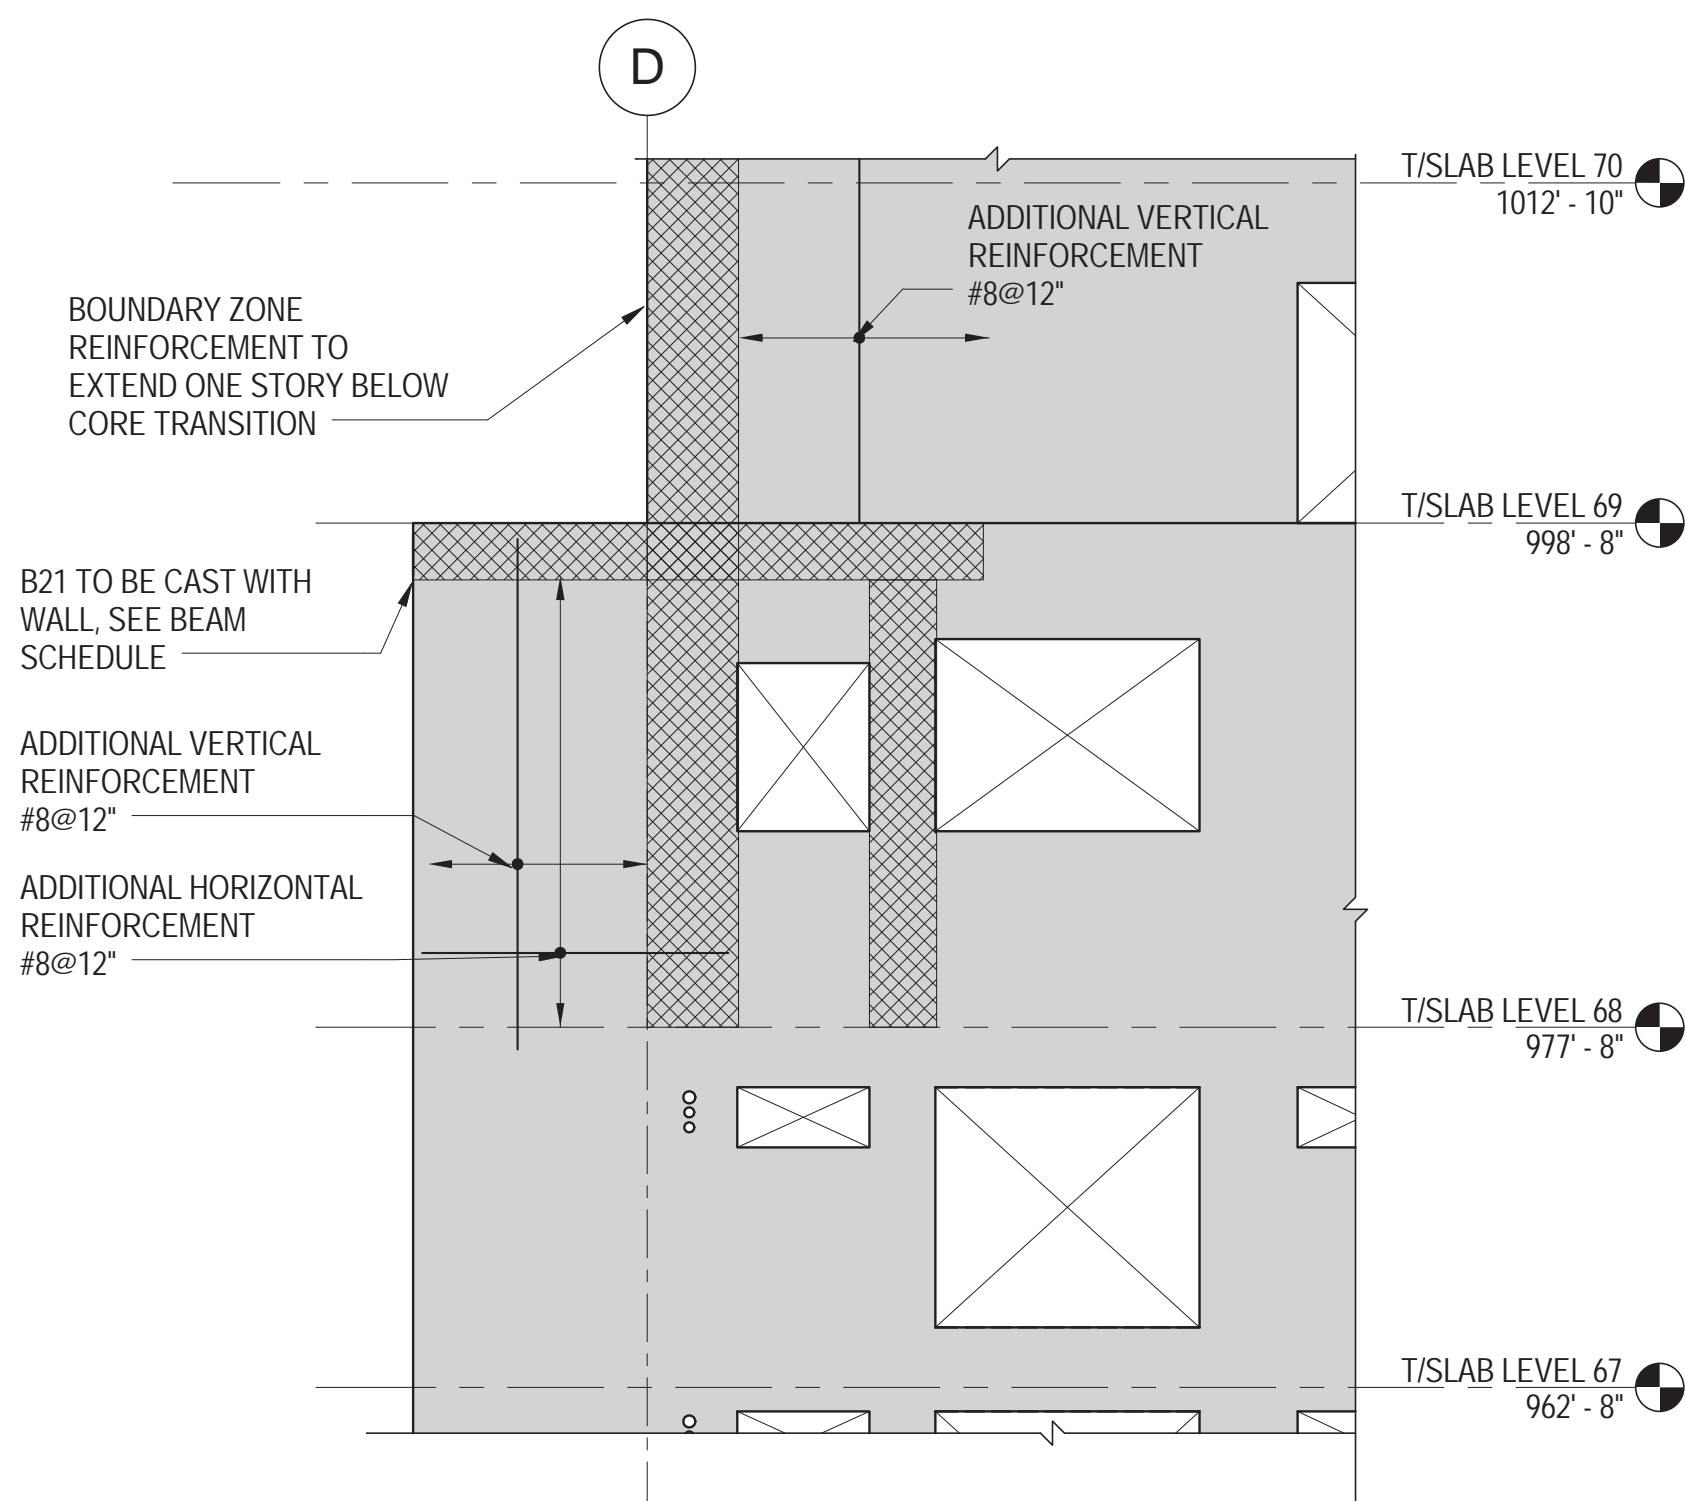 D
T/SLAB LEVEL 70
1012' - 10"
ADDITIONAL VERTICAL
REINFORCEMENT
#8@12"
BOUNDARY ZONE
REINFORCEMENT TO
EXTEND ONE STORY BELOW
CORE TRANSITION
T/SLAB LEVEL 69
998' - 8"
B21 TO BE CAST WITH
WALL, SEE BEAM
SCHEDULE
ADDITIONAL VERTICAL
REINFORCEMENT
#8@12"
ADDITIONAL HORIZONTAL
REINFORCEMENT
#8@12"
T/SLAB LEVEL 68
977' - 8"
T/SLAB LEVEL 67
962' - 8"